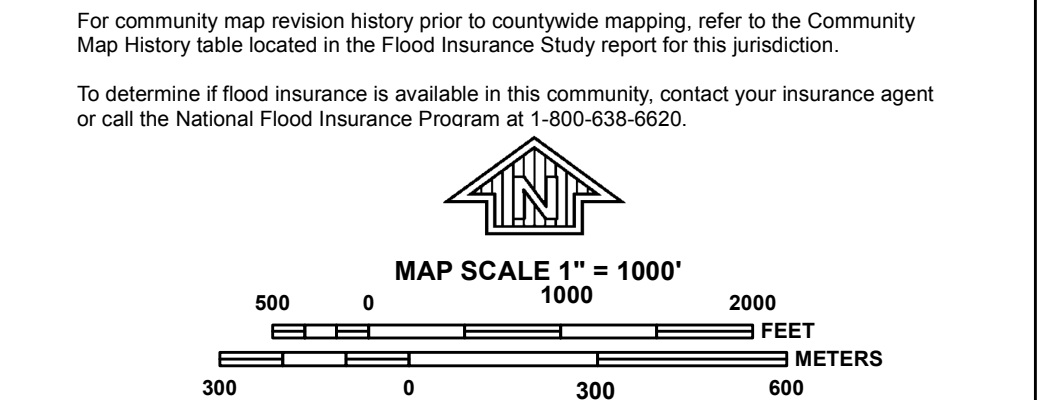 For community map revision history prior to countywide mapping, refer to the Community
Map History table located in the Flood Insurance Study report for this jurisdiction.
To determine if flood insurance is available in this community, contact your insurance agent
or call the National Flood Insurance Program at 1-800-638-6620.
N
MAP SCALE 1" = 1000'
500 0 1000 2000
FEET
METERS
300 0 300 600